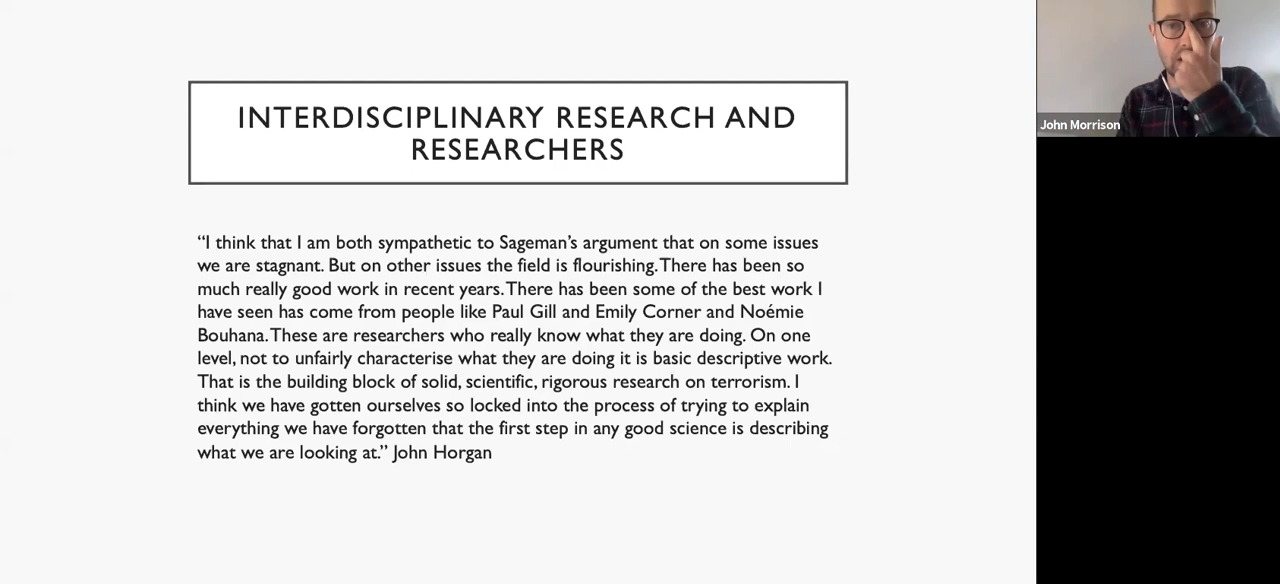 INTERDISCIPLINARY RESEARCH AND
RESEARCHERS
“I think that I am both sympathetic to Sageman’s argument that on some issues
we are stagnant. But on other issues the field is flourishing. There has been so
much really good work in recent years. There has been some of the best work I
have seen has come from people like Paul Gill and Emily Corner and Noémie
Bouhana. These are researchers who really know what they are doing. On one
level, not to unfairly characterise what they are doing it is basic descriptive work.
That is the building block of solid, scientific, rigorous research on terrorism. I
think we have gotten ourselves so locked into the process of trying to explain
everything we have forgotten that the first step in any good science is describing
what we are looking at.” John Horgan
John Morrison